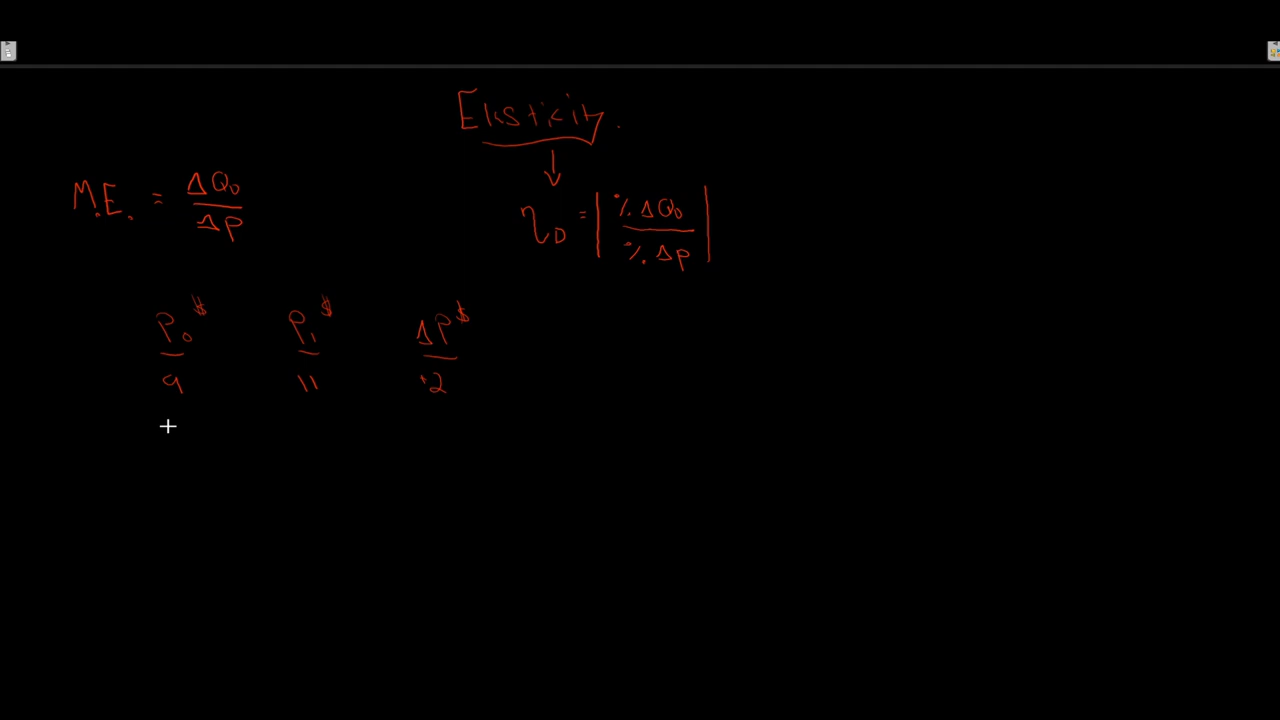 Elasticity.
M.E. = ΔQD / ΔP
ηD = | % ΔQD / % ΔP |
P0$ P1$ ΔP$
9 11 +2